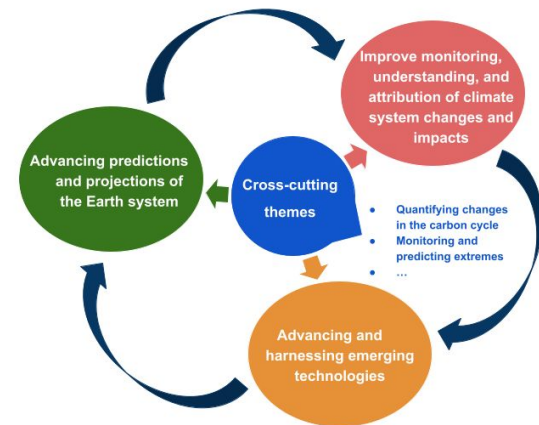 Improve monitoring,
understanding, and
attribution of climate
system changes and
impacts
Advancing predictions
and projections of
the Earth system
Cross-cutting
themes
• Quantifying changes
in the carbon cycle
• Monitoring and
predicting extremes
• ...
Advancing and
harnessing emerging
technologies